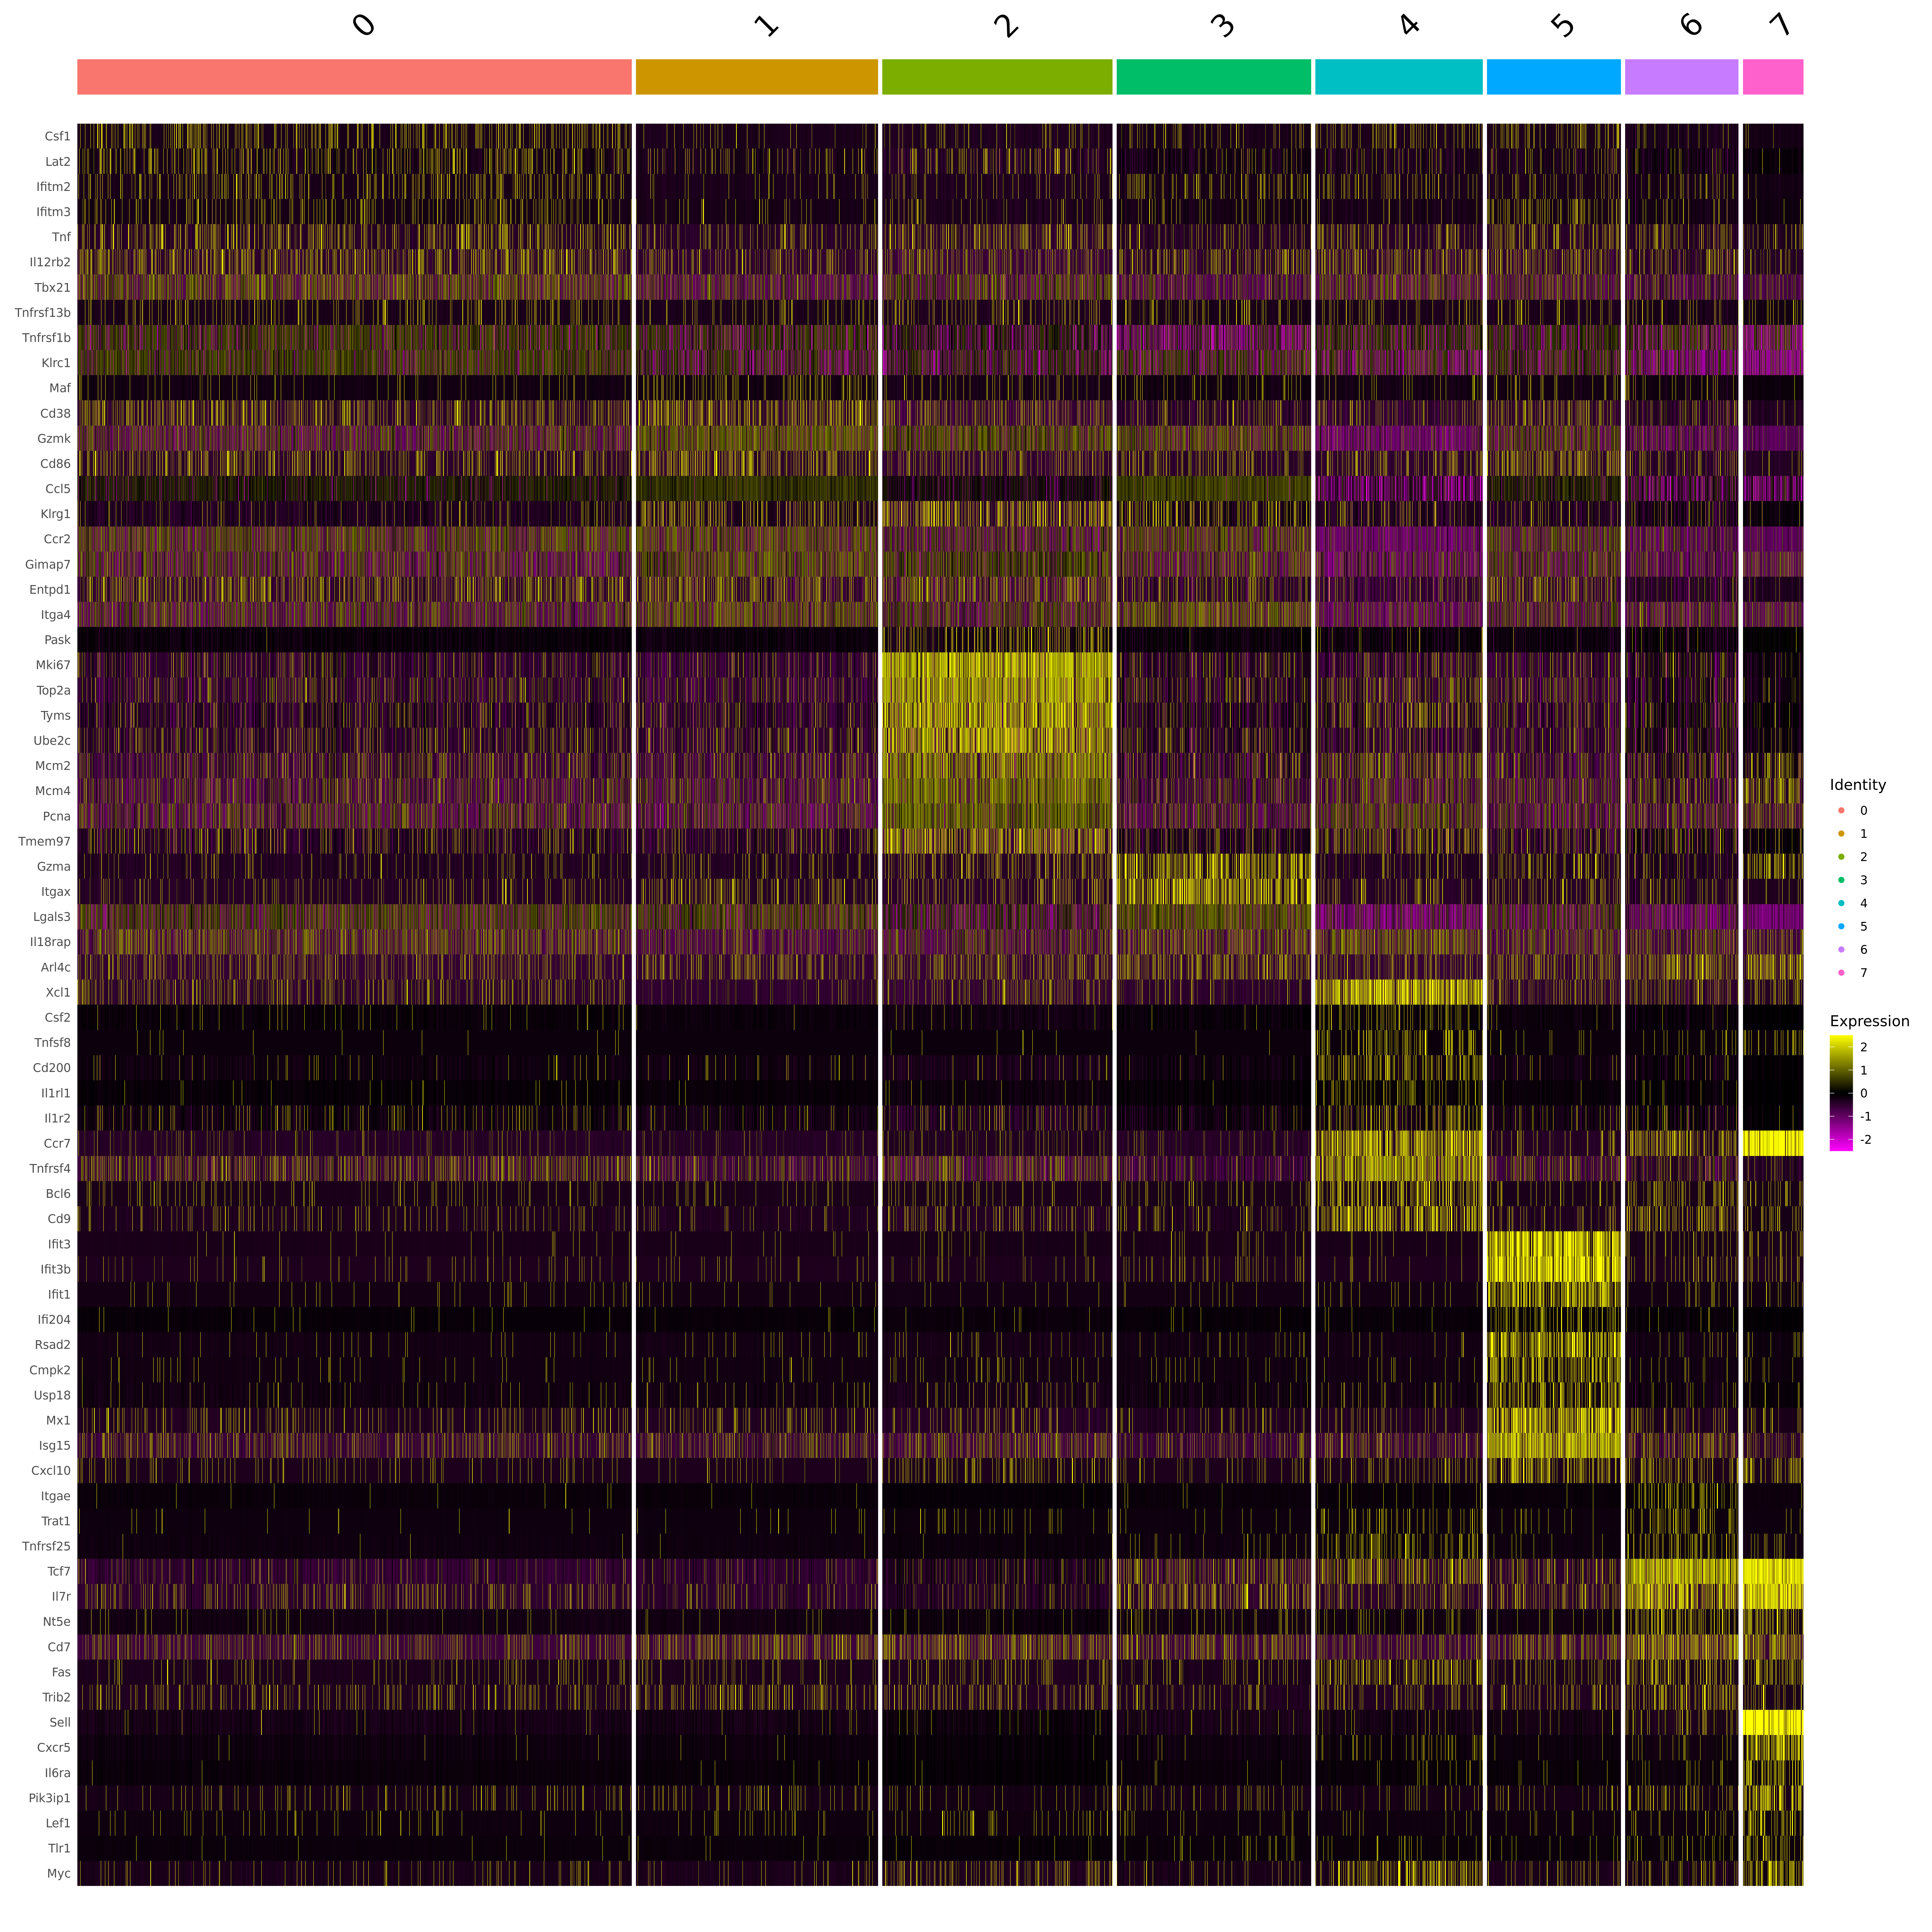 0 1 2 3 4 5 6 7
Csf1
Lat2
Ifitm2
Ifitm3
Tnf
Il12rb2
Tbx21
Tnfrsf13b
Tnfrsf1b
Klrc1
Maf
Cd38
Gzmk
Cd86
Ccl5
Klrg1
Ccr2
Gimap7
Entpd1
Itga4
Pask
Mki67
Top2a
Tyms
Ube2c
Mcm2
Mcm4
Pcna
Tmem97
Gzma
Itgax
Lgals3
Il18rap
Arl4c
Xcl1
Csf2
Tnfsf8
Cd200
Il1rl1
Il1r2
Ccr7
Tnfrsf4
Bcl6
Cd9
Ifit3
Ifit3b
Ifit1
Ifi204
Rsad2
Cmpk2
Usp18
Mx1
Isg15
Cxcl10
Itgae
Trat1
Tnfrsf25
Tcf7
Il7r
Nt5e
Cd7
Fas
Trib2
Sell
Cxcr5
Il6ra
Pik3ip1
Lef1
Tlr1
Myc
Identity
0
1
2
3
4
5
6
7
Expression
2
1
0
-1
-2